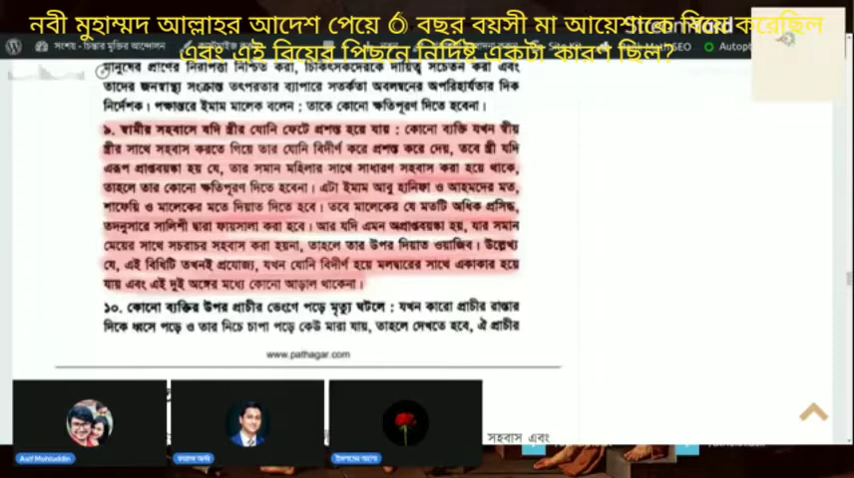 নবী মুহাম্মদ আল্লাহর আদেশ পেয়ে 6 বছর বয়সী মা আয়েশাকে বিয়ে করেছিল
এবং এই বিয়ের পিছনে নির্দিষ্ট একটা কারণ ছিল?
সংশয় - চিন্তার মুক্তির আন্দোলন
মানুষের প্রাণের নিরাপত্তা নিশ্চিত করা, চিকিৎসকদেরকে দায়িত্ব সচেতন করা এবং
তাদের জনস্বাস্থ্য সংক্রান্ত তৎপরতার ব্যাপারে সতর্কতা অবলম্বনের অপরিহার্যতার দিক
নির্দেশক। পক্ষান্তরে ইমাম মালেক বলেন : তাকে কোনো ক্ষতিপূরণ দিতে হবেনা।
৯. স্বামীর সহবাসে যদি স্ত্রীর যোনি ফেটে প্রশস্ত হয়ে যায় : কোনো ব্যক্তি যখন স্বীয়
স্ত্রীর সাথে সহবাস করতে গিয়ে তার যোনি বিদীর্ণ করে প্রশস্ত করে দেয়, তবে স্ত্রী যদি
এরূপ প্রাপ্তবয়স্কা হয় যে, তার সমান মহিলার সাথে সাধারণ সহবাস করা হয়ে থাকে,
তাহলে তার কোনো ক্ষতিপূরণ দিতে হবেনা। এটা ইমাম আবু হানিফা ও আহমদের মত,
শাফেয়ি ও মালেকের মতে দিয়াত দিতে হবে। তবে মালেকের যে মতটি অধিক প্রসিদ্ধ,
তদনুসারে সালিশী দ্বারা ফায়সালা করা হবে। আর যদি এমন অপ্রাপ্তবয়স্কা হয়, যার সমান
মেয়ের সাথে সচরাচর সহবাস করা হয়না, তাহলে তার উপর দিয়াত ওয়াজিব। উল্লেখ্য
যে, এই বিধিটি তখনই প্রযোজ্য, যখন যোনি বিদীর্ণ হয়ে মলদ্বারের সাথে একাকার হয়ে
যায় এবং এই দুই অঙ্গের মধ্যে কোনো আড়াল থাকেনা।
১০. কোনো ব্যক্তির উপর প্রাচীর ভেংগে পড়ে মৃত্যু ঘটলে : যখন কারো প্রাচীর রাস্তার
দিকে ধ্বসে পড়ে ও তার নিচে চাপা পড়ে কেউ মারা যায়, তাহলে দেখতে হবে, ঐ প্রাচীর
www.pathagar.com
সহবাস এবং
Asif Mohiuddin